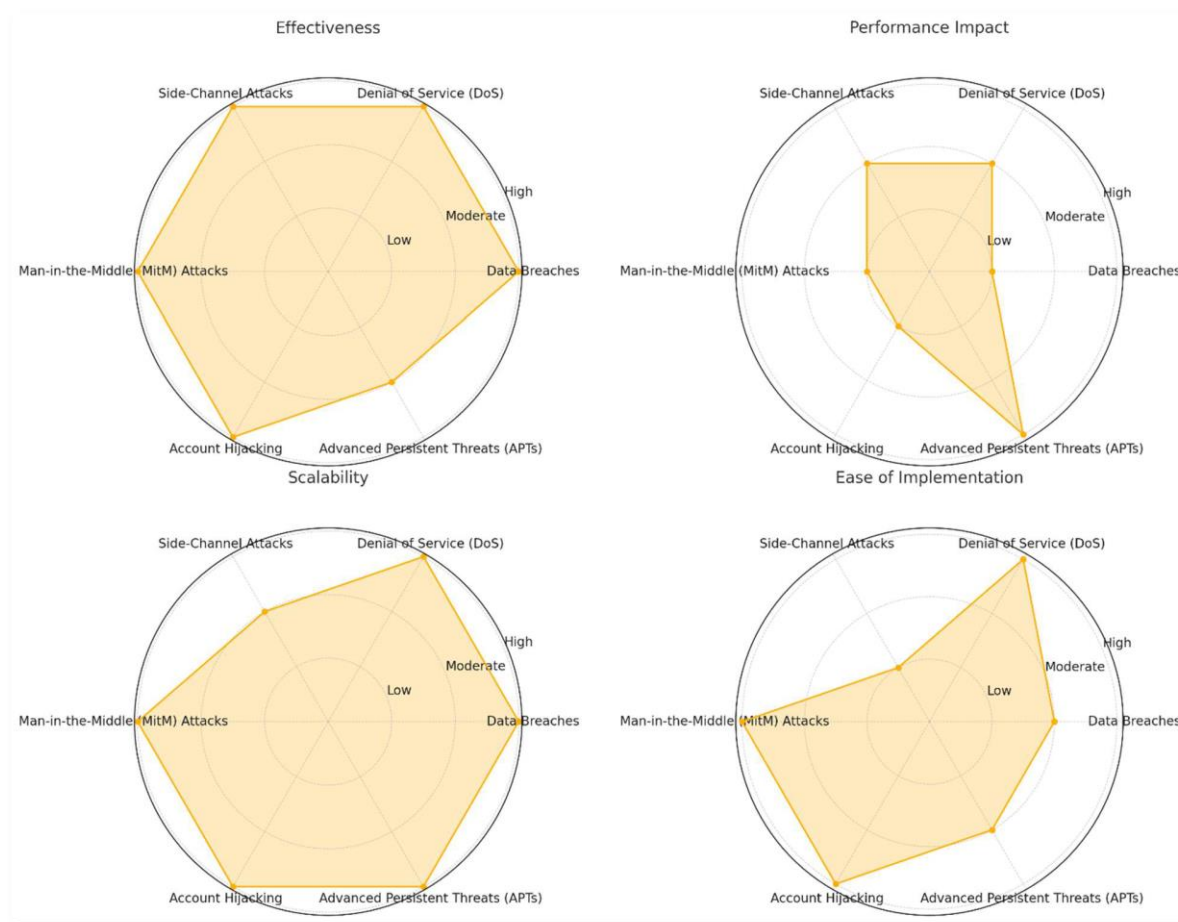 Effectiveness
Side-Channel Attacks
Denial of Service (DoS)
High
Moderate
Low
Man-in-the-Middle (MitM) Attacks
Data Breaches
Account Hijacking
Advanced Persistent Threats (APTs)
Performance Impact
Side-Channel Attacks
Denial of Service (DoS)
High
Moderate
Low
Man-in-the-Middle (MitM) Attacks
Data Breaches
Account Hijacking
Advanced Persistent Threats (APTs)
Scalability
Side-Channel Attacks
Denial of Service (DoS)
High
Moderate
Low
Man-in-the-Middle (MitM) Attacks
Data Breaches
Account Hijacking
Advanced Persistent Threats (APTs)
Ease of Implementation
Side-Channel Attacks
Denial of Service (DoS)
High
Moderate
Low
Man-in-the-Middle (MitM) Attacks
Data Breaches
Account Hijacking
Advanced Persistent Threats (APTs)